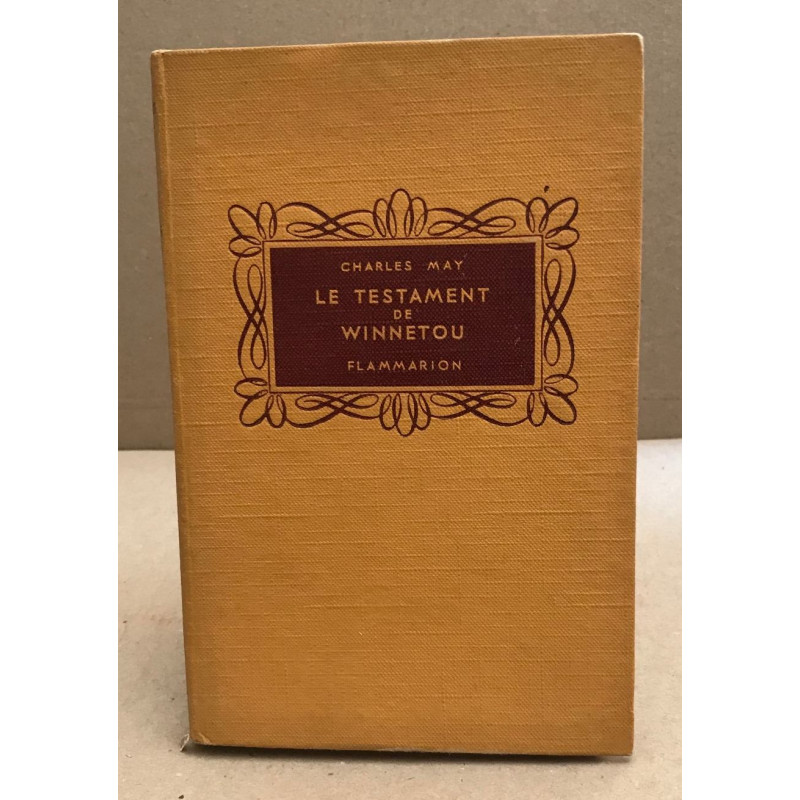 CHARLES MAY
LE TESTAMENT
DE
WINNETOU
FLAMMARION